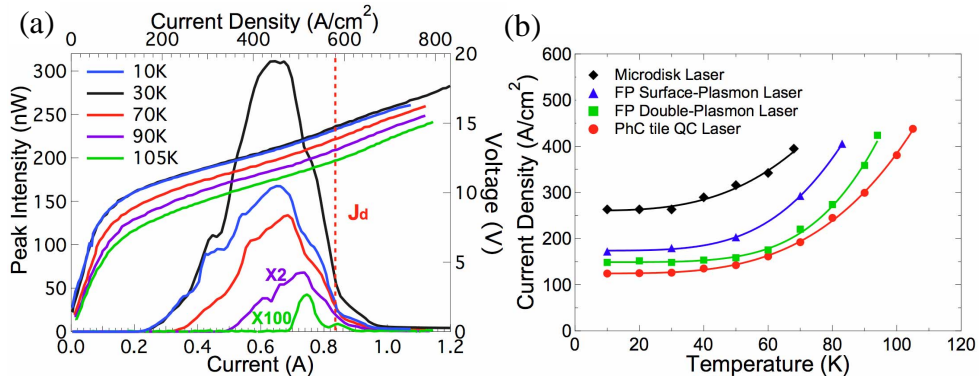 (a)
Current Density (A/cm²)
0 200 400 600 800
Peak Intensity (nW)
300
250
200
150
100
50
0
10K
30K
70K
90K
105K
X2
X100
Jd
20
15
10
5
0
Voltage (V)
0.0 0.2 0.4 0.6 0.8 1.0 1.2
Current (A)
(b)
Current Density (A/cm²)
600
500
400
300
200
100
0
Microdisk Laser
FP Surface-Plasmon Laser
FP Double-Plasmon Laser
PhC tile QC Laser
0 20 40 60 80 100 120
Temperature (K)